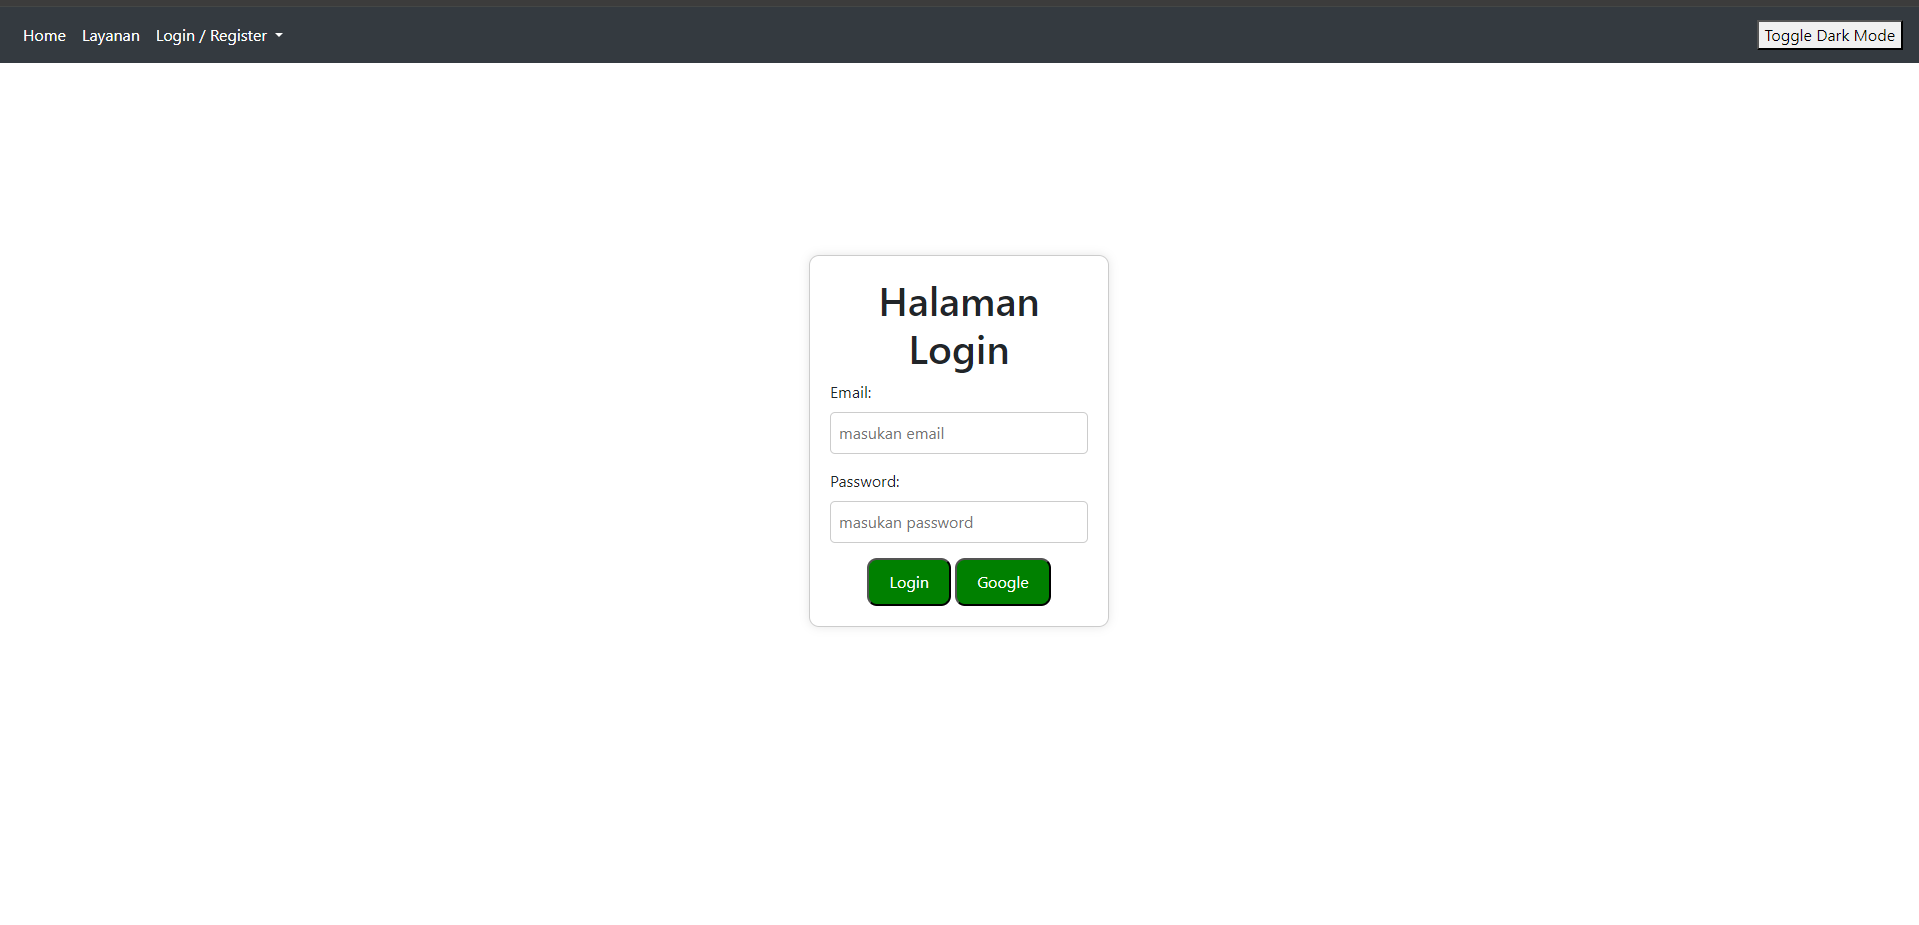 Home Layanan Login / Register Toggle Dark Mode
Halaman
Login
Email:
masukan email
Password:
masukan password
Login Google